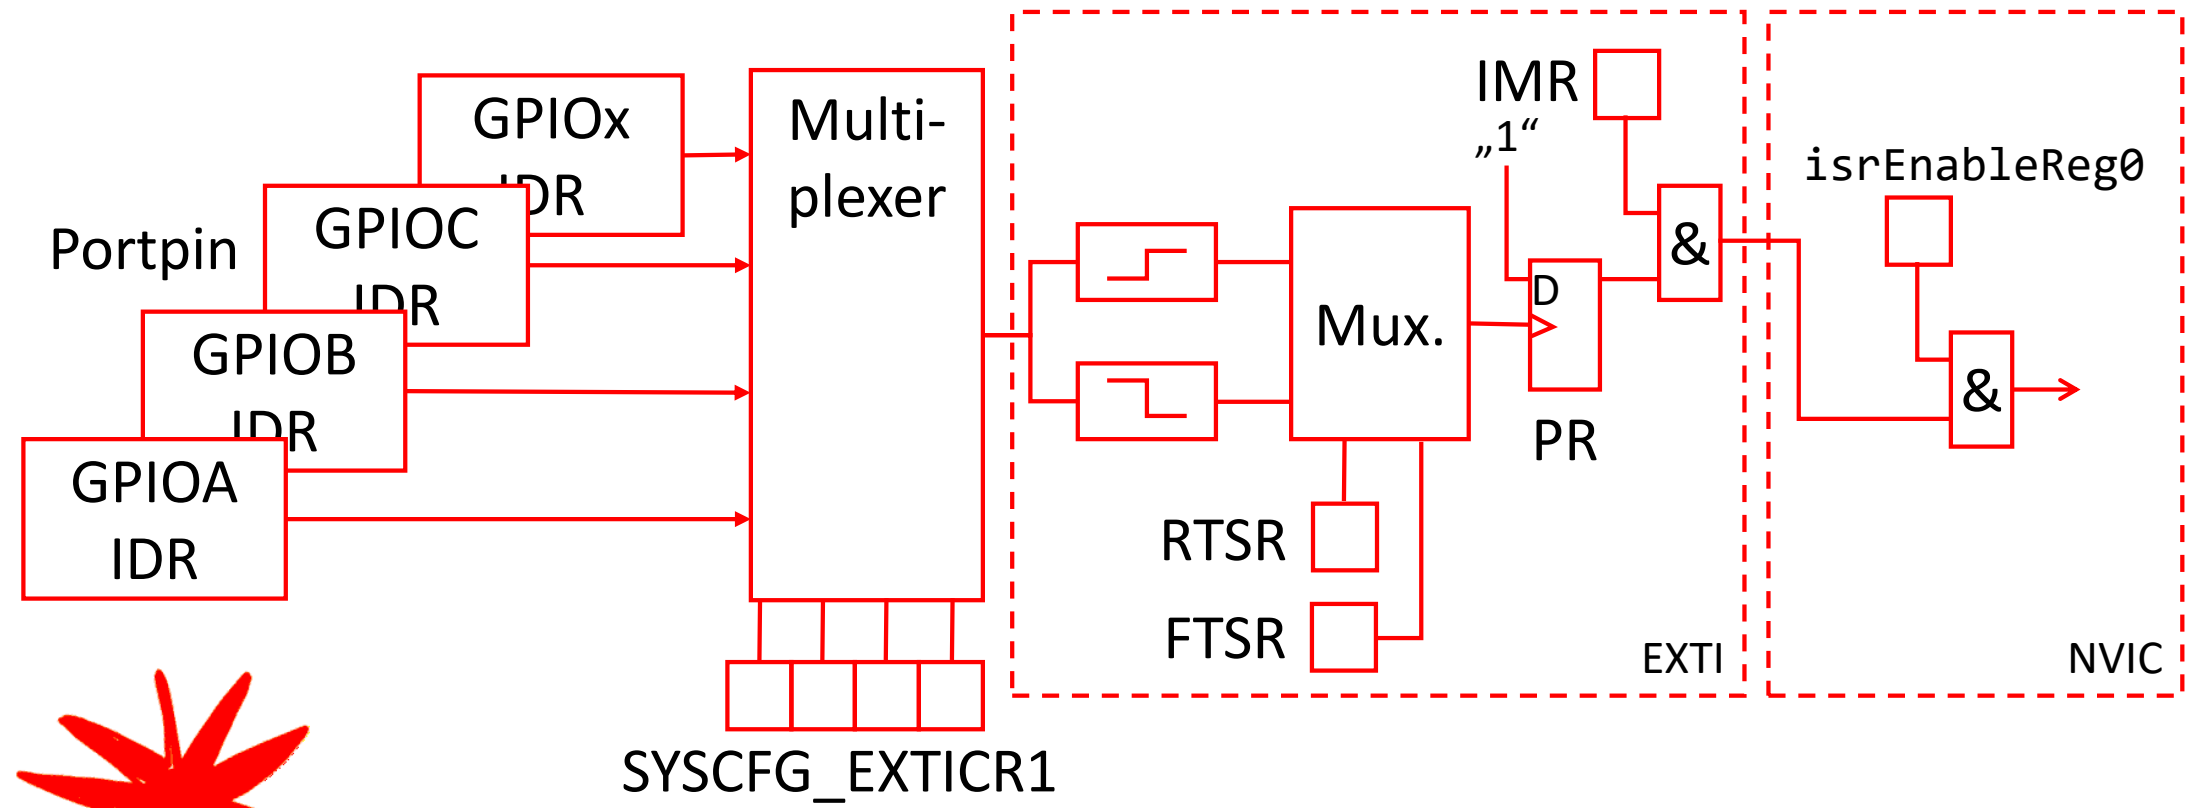 GPIOx
IDR
GPIOC
IDR
Portpin
GPIOB
IDR
GPIOA
IDR
Multi-
plexer
SYSCFG_EXTICR1
Mux.
RTSR
FTSR
IMR
„1“
D
PR
&
EXTI
isrEnableReg0
&
NVIC